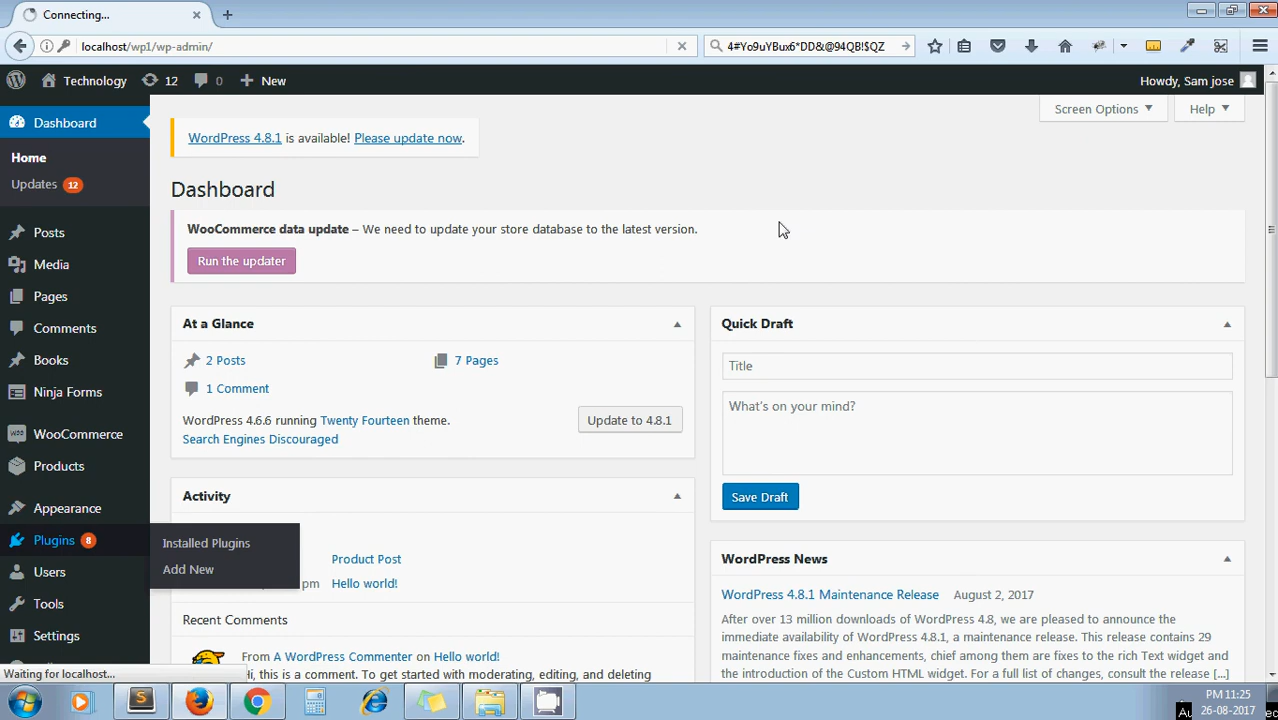 Connecting...
localhost/wp1/wp-admin/
4#Yo9uYBux6*DD&@94QB!$QZ
Technology 12 0 New
Howdy, Sam jose
Dashboard
Screen Options
Help
WordPress 4.8.1 is available! Please update now.
Home
Updates 12
Dashboard
Posts
WooCommerce data update – We need to update your store database to the latest version.
Media
Run the updater
Pages
Comments
At a Glance
Quick Draft
Books
2 Posts
7 Pages
Title
Ninja Forms
1 Comment
What's on your mind?
WooCommerce
WordPress 4.6.6 running Twenty Fourteen theme.
Update to 4.8.1
Search Engines Discouraged
Products
Activity
Save Draft
Appearance
Plugins 8
Installed Plugins
Add New
Product Post
WordPress News
Users
pm
Hello world!
WordPress 4.8.1 Maintenance Release August 2, 2017
Tools
Recent Comments
After over 13 million downloads of WordPress 4.8, we are pleased to announce the
immediate availability of WordPress 4.8.1, a maintenance release. This release contains 29
Settings
From A WordPress Commenter on Hello world!
maintenance fixes and enhancements, chief among them are fixes to the rich Text widget and
Waiting for localhost...
Hi, this is a comment. To get started with moderating, editing, and deleting
the introduction of the Custom HTML widget. For a full list of changes, consult the release [...]
PM 11:25
26-08-2017